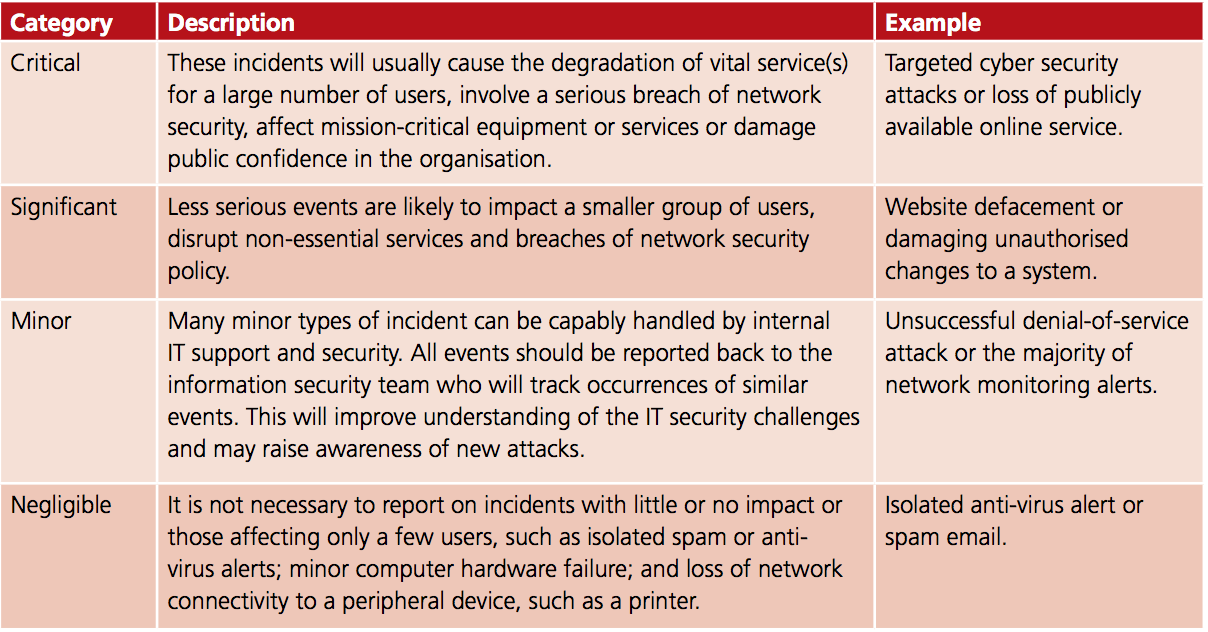 Category
Description
Example
Critical
These incidents will usually cause the degradation of vital service(s)
for a large number of users, involve a serious breach of network
security, affect mission-critical equipment or services or damage
public confidence in the organisation.
Targeted cyber security
attacks or loss of publicly
available online service.
Significant
Less serious events are likely to impact a smaller group of users,
disrupt non-essential services and breaches of network security
policy.
Website defacement or
damaging unauthorised
changes to a system.
Minor
Many minor types of incident can be capably handled by internal
IT support and security. All events should be reported back to the
information security team who will track occurrences of similar
events. This will improve understanding of the IT security challenges
and may raise awareness of new attacks.
Unsuccessful denial-of-service
attack or the majority of
network monitoring alerts.
Negligible
It is not necessary to report on incidents with little or no impact or
those affecting only a few users, such as isolated spam or anti-
virus alerts; minor computer hardware failure; and loss of network
connectivity to a peripheral device, such as a printer.
Isolated anti-virus alert or
spam email.